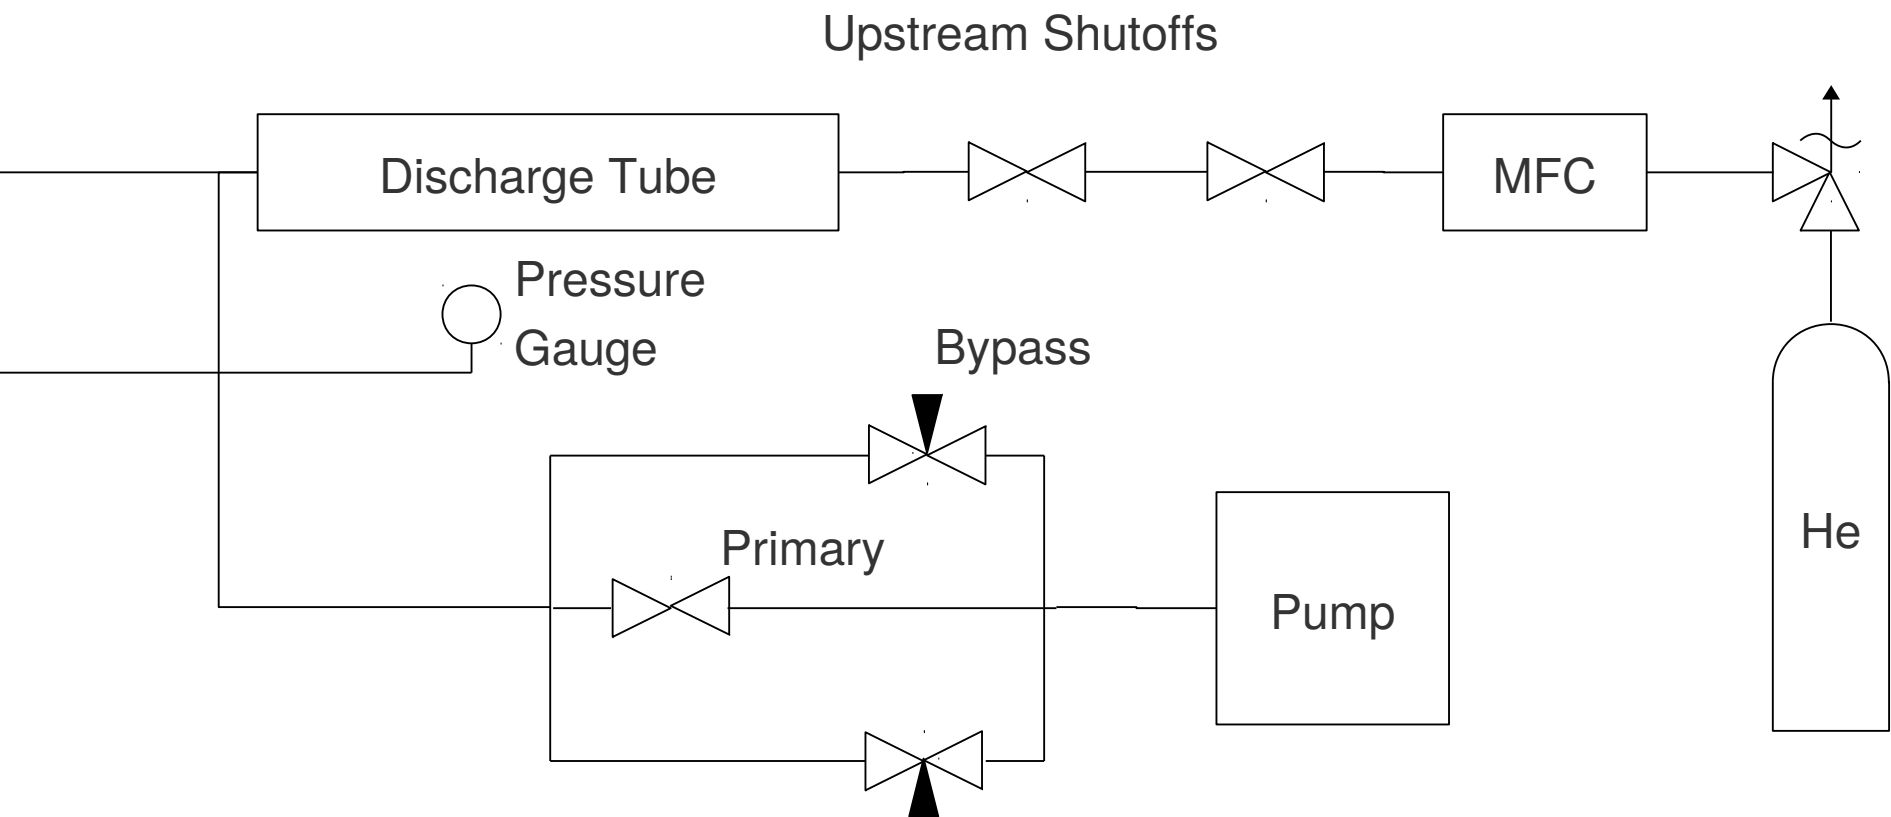 Upstream Shutoffs
Discharge Tube
MFC
Pressure
Gauge
Bypass
Primary
Pump
He